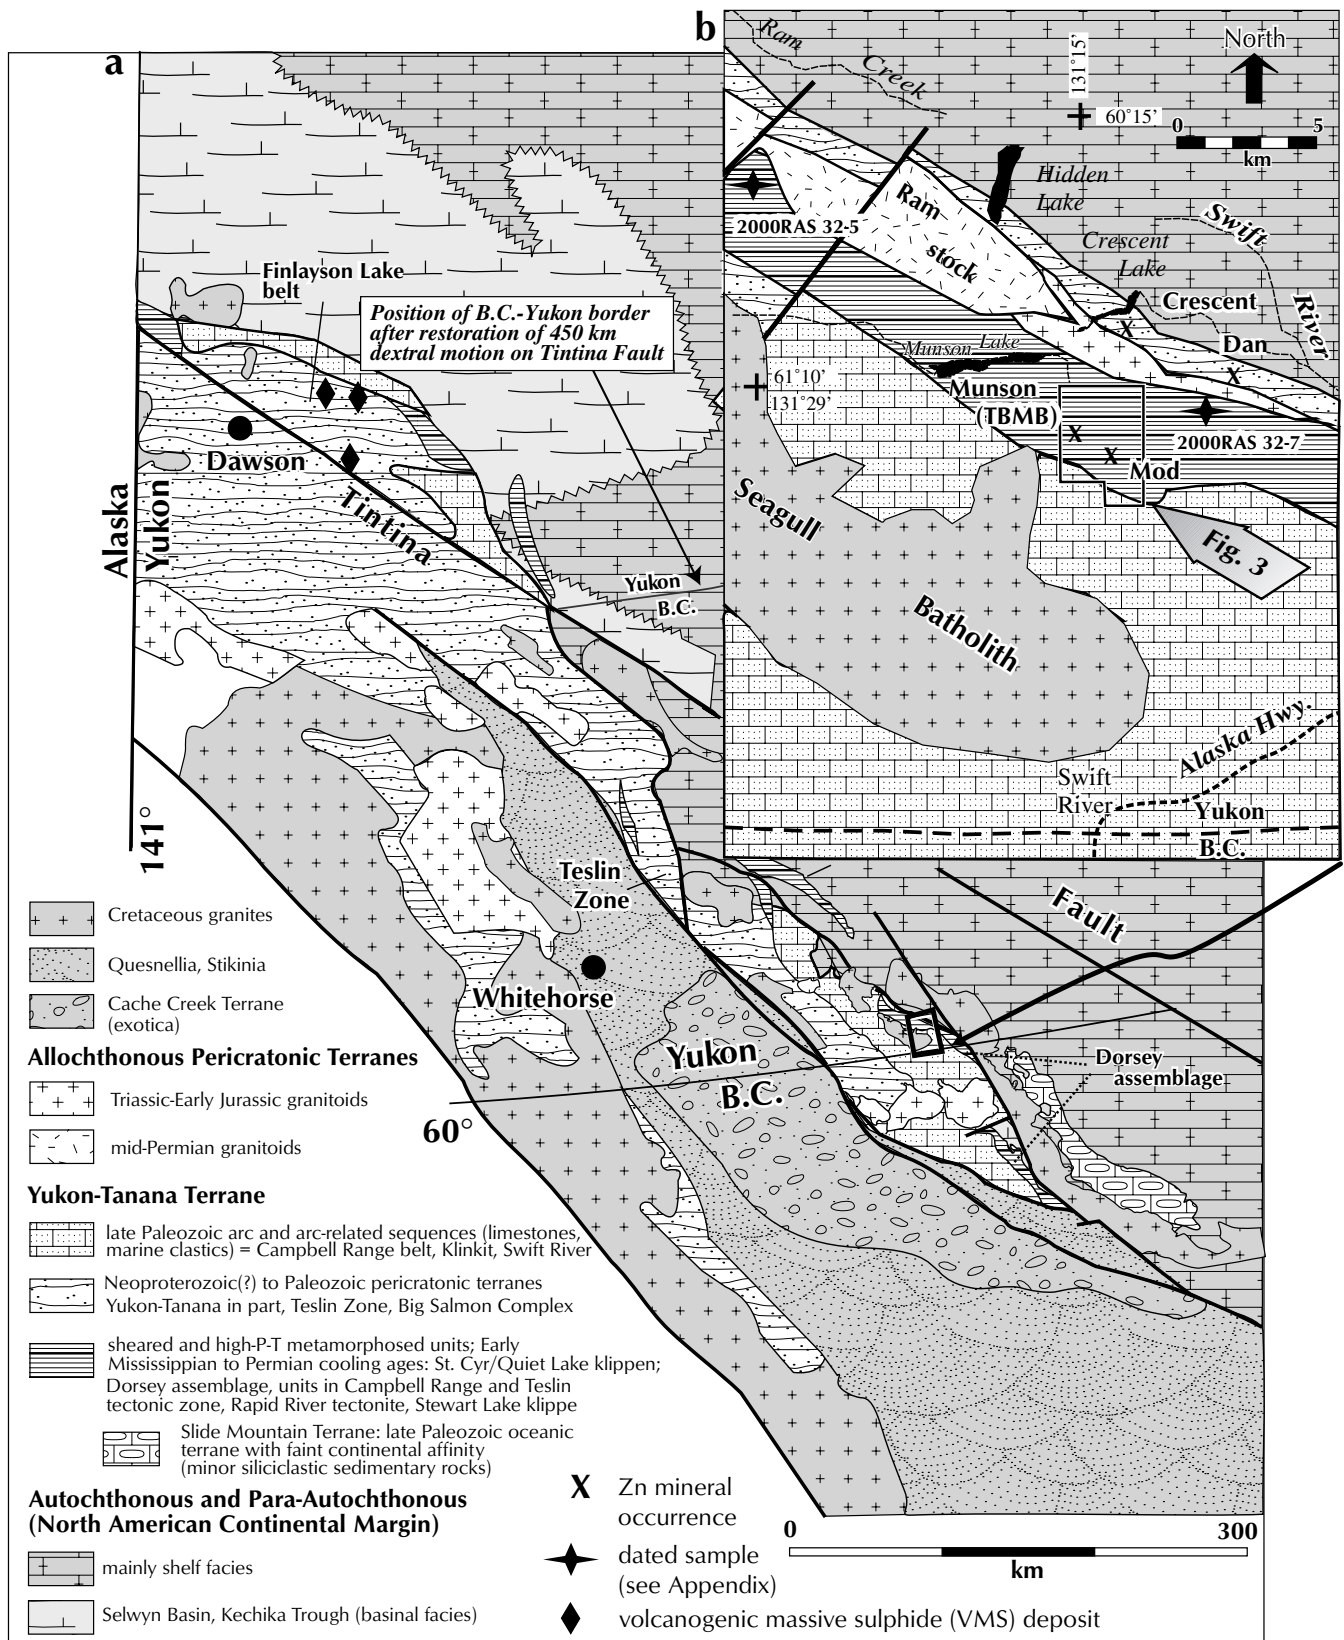 a
b
Ram
Creek
131°15'
60°15'
North
0 5
km
Hidden
Lake
Ram
stock
2000RAS 32-5
Crescent
Lake
Swift
River
Crescent
Dan
Munson Lake
61°10'
131°29'
Munson
(TBMB)
2000RAS 32-7
Mod
Fig. 3
Seagull
Batholith
Alaska Hwy.
Swift
River
Yukon
B.C.
Finlayson Lake
belt
Position of B.C.-Yukon border
after restoration of 450 km
dextral motion on Tintina Fault
Dawson
Tintina
Alaska
Yukon
Yukon
B.C.
141°
Teslin
Zone
Fault
Whitehorse
Yukon
B.C.
60°
Dorsey
assemblage
Cretaceous granites
Quesnellia, Stikinia
Cache Creek Terrane
(exotica)
Allochthonous Pericratonic Terranes
Triassic-Early Jurassic granitoids
mid-Permian granitoids
Yukon-Tanana Terrane
late Paleozoic arc and arc-related sequences (limestones,
marine clastics) = Campbell Range belt, Klinkit, Swift River
Neoproterozoic(?) to Paleozoic pericratonic terranes
Yukon-Tanana in part, Teslin Zone, Big Salmon Complex
sheared and high-P-T metamorphosed units; Early
Mississippian to Permian cooling ages: St. Cyr/Quiet Lake klippen;
Dorsey assemblage, units in Campbell Range and Teslin
tectonic zone, Rapid River tectonite, Stewart Lake klippe
Slide Mountain Terrane: late Paleozoic oceanic
terrane with faint continental affinity
(minor siliciclastic sedimentary rocks)
Autochthonous and Para-Autochthonous
(North American Continental Margin)
mainly shelf facies
Selwyn Basin, Kechika Trough (basinal facies)
X Zn mineral
occurrence
dated sample
(see Appendix)
volcanogenic massive sulphide (VMS) deposit
0 300
km